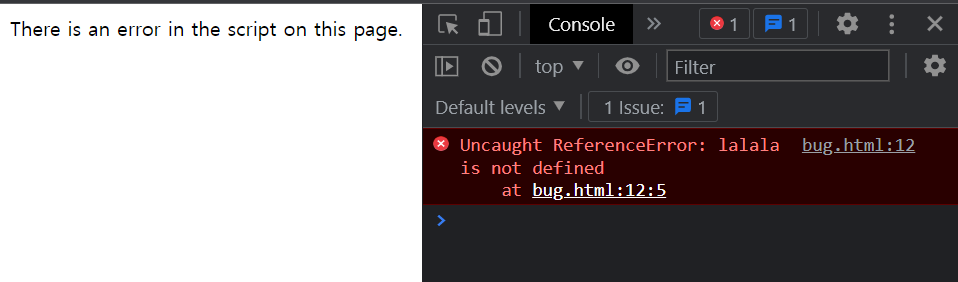 There is an error in the script on this page.
Console » 1 1
top Filter
Default levels 1 Issue: 1
Uncaught ReferenceError: lalala bug.html:12
is not defined
at bug.html:12:5